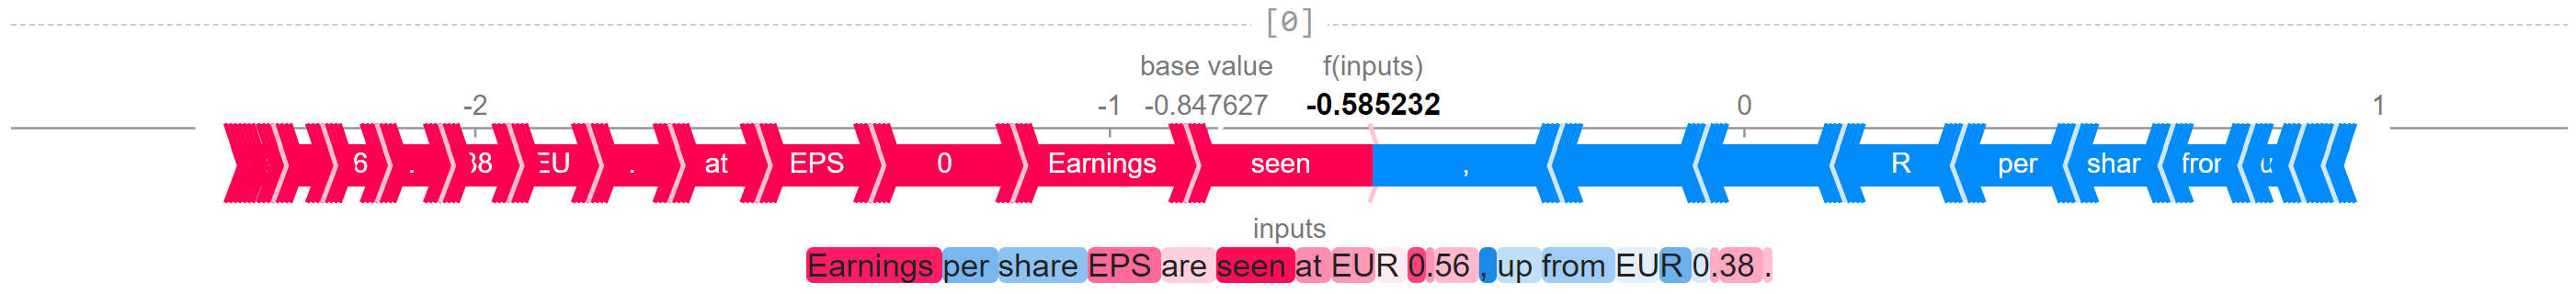 [0]
base value f(inputs)
-2 -1 -0.847627 -0.585232 0 1
6 . 38 EU . at EPS 0 Earnings seen , R per shar from u
inputs
Earnings per share EPS are seen at EUR 0.56 , up from EUR 0.38 .